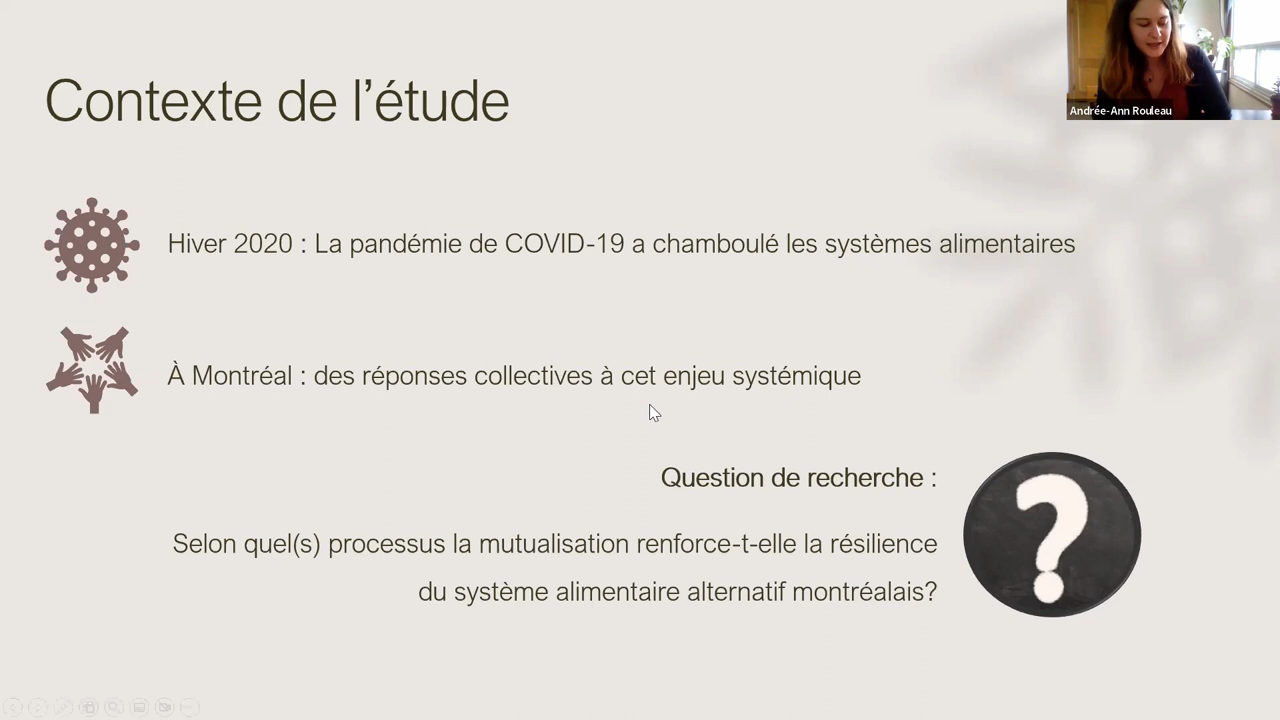 Contexte de l’étude
Andrée-Ann Rouleau
Hiver 2020 : La pandémie de COVID-19 a chamboulé les systèmes alimentaires
À Montréal : des réponses collectives à cet enjeu systémique
Question de recherche :
Selon quel(s) processus la mutualisation renforce-t-elle la résilience
du système alimentaire alternatif montréalais?